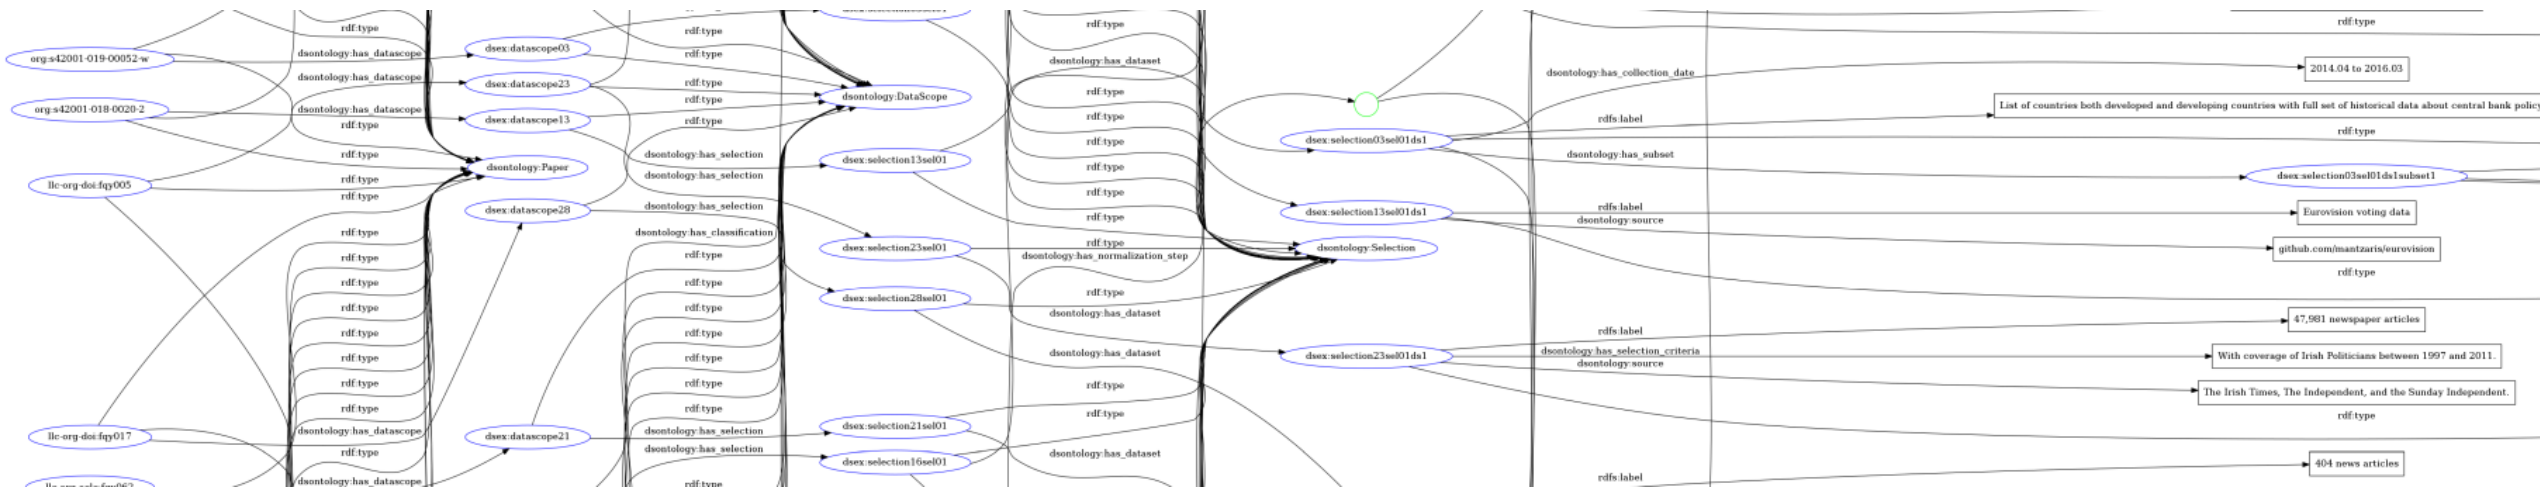 org:s42001-019-00052-w
org:s42001-018-0020-2
llc-org-doi:fqy005
llc-org-doi:fqy017
rdf:type
dsontology:has_datascope
dsontology:has_datascope
dsontology:has_datascope
rdf:type
rdf:type
rdf:type
rdf:type
rdf:type
rdf:type
rdf:type
rdf:type
rdf:type
rdf:type
rdf:type
rdf:type
dsontology:has_datascope
rdf:type
dsontology:has_datascope
dsex:datascope03
dsex:datascope23
dsex:datascope13
dsontology:Paper
dsex:datascope28
dsex:datascope21
rdf:type
rdf:type
rdf:type
rdf:type
rdf:type
dsontology:has_selection
dsontology:has_selection
dsontology:has_selection
dsontology:has_classification
rdf:type
rdf:type
rdf:type
rdf:type
rdf:type
rdf:type
rdf:type
dsontology:has_selection
dsontology:has_selection
rdf:type
dsontology:DataScope
dsex:selection13sel01
dsex:selection23sel01
dsex:selection28sel01
dsex:selection21sel01
dsex:selection16sel01
rdf:type
dsontology:has_dataset
rdf:type
rdf:type
rdf:type
rdf:type
rdf:type
rdf:type
rdf:type
dsontology:has_normalization_step
rdf:type
dsontology:has_dataset
dsontology:has_dataset
rdf:type
rdf:type
dsontology:has_dataset
dsex:selection03sel01ds1
dsex:selection13sel01ds1
dsontology:Selection
dsex:selection23sel01ds1
dsontology:has_collection_date
rdfs:label
dsontology:has_subset
rdfs:label
dsontology:source
rdfs:label
dsontology:has_selection_criteria
dsontology:source
rdfs:label
rdf:type
2014.04 to 2016.03
List of countries both developed and developing countries with full set of historical data about central bank policy
rdf:type
dsex:selection03sel01ds1subset1
Eurovision voting data
github.com/mantzaris/eurovision
rdf:type
47,981 newspaper articles
With coverage of Irish Politicians between 1997 and 2011.
The Irish Times, The Independent, and the Sunday Independent.
rdf:type
404 news articles